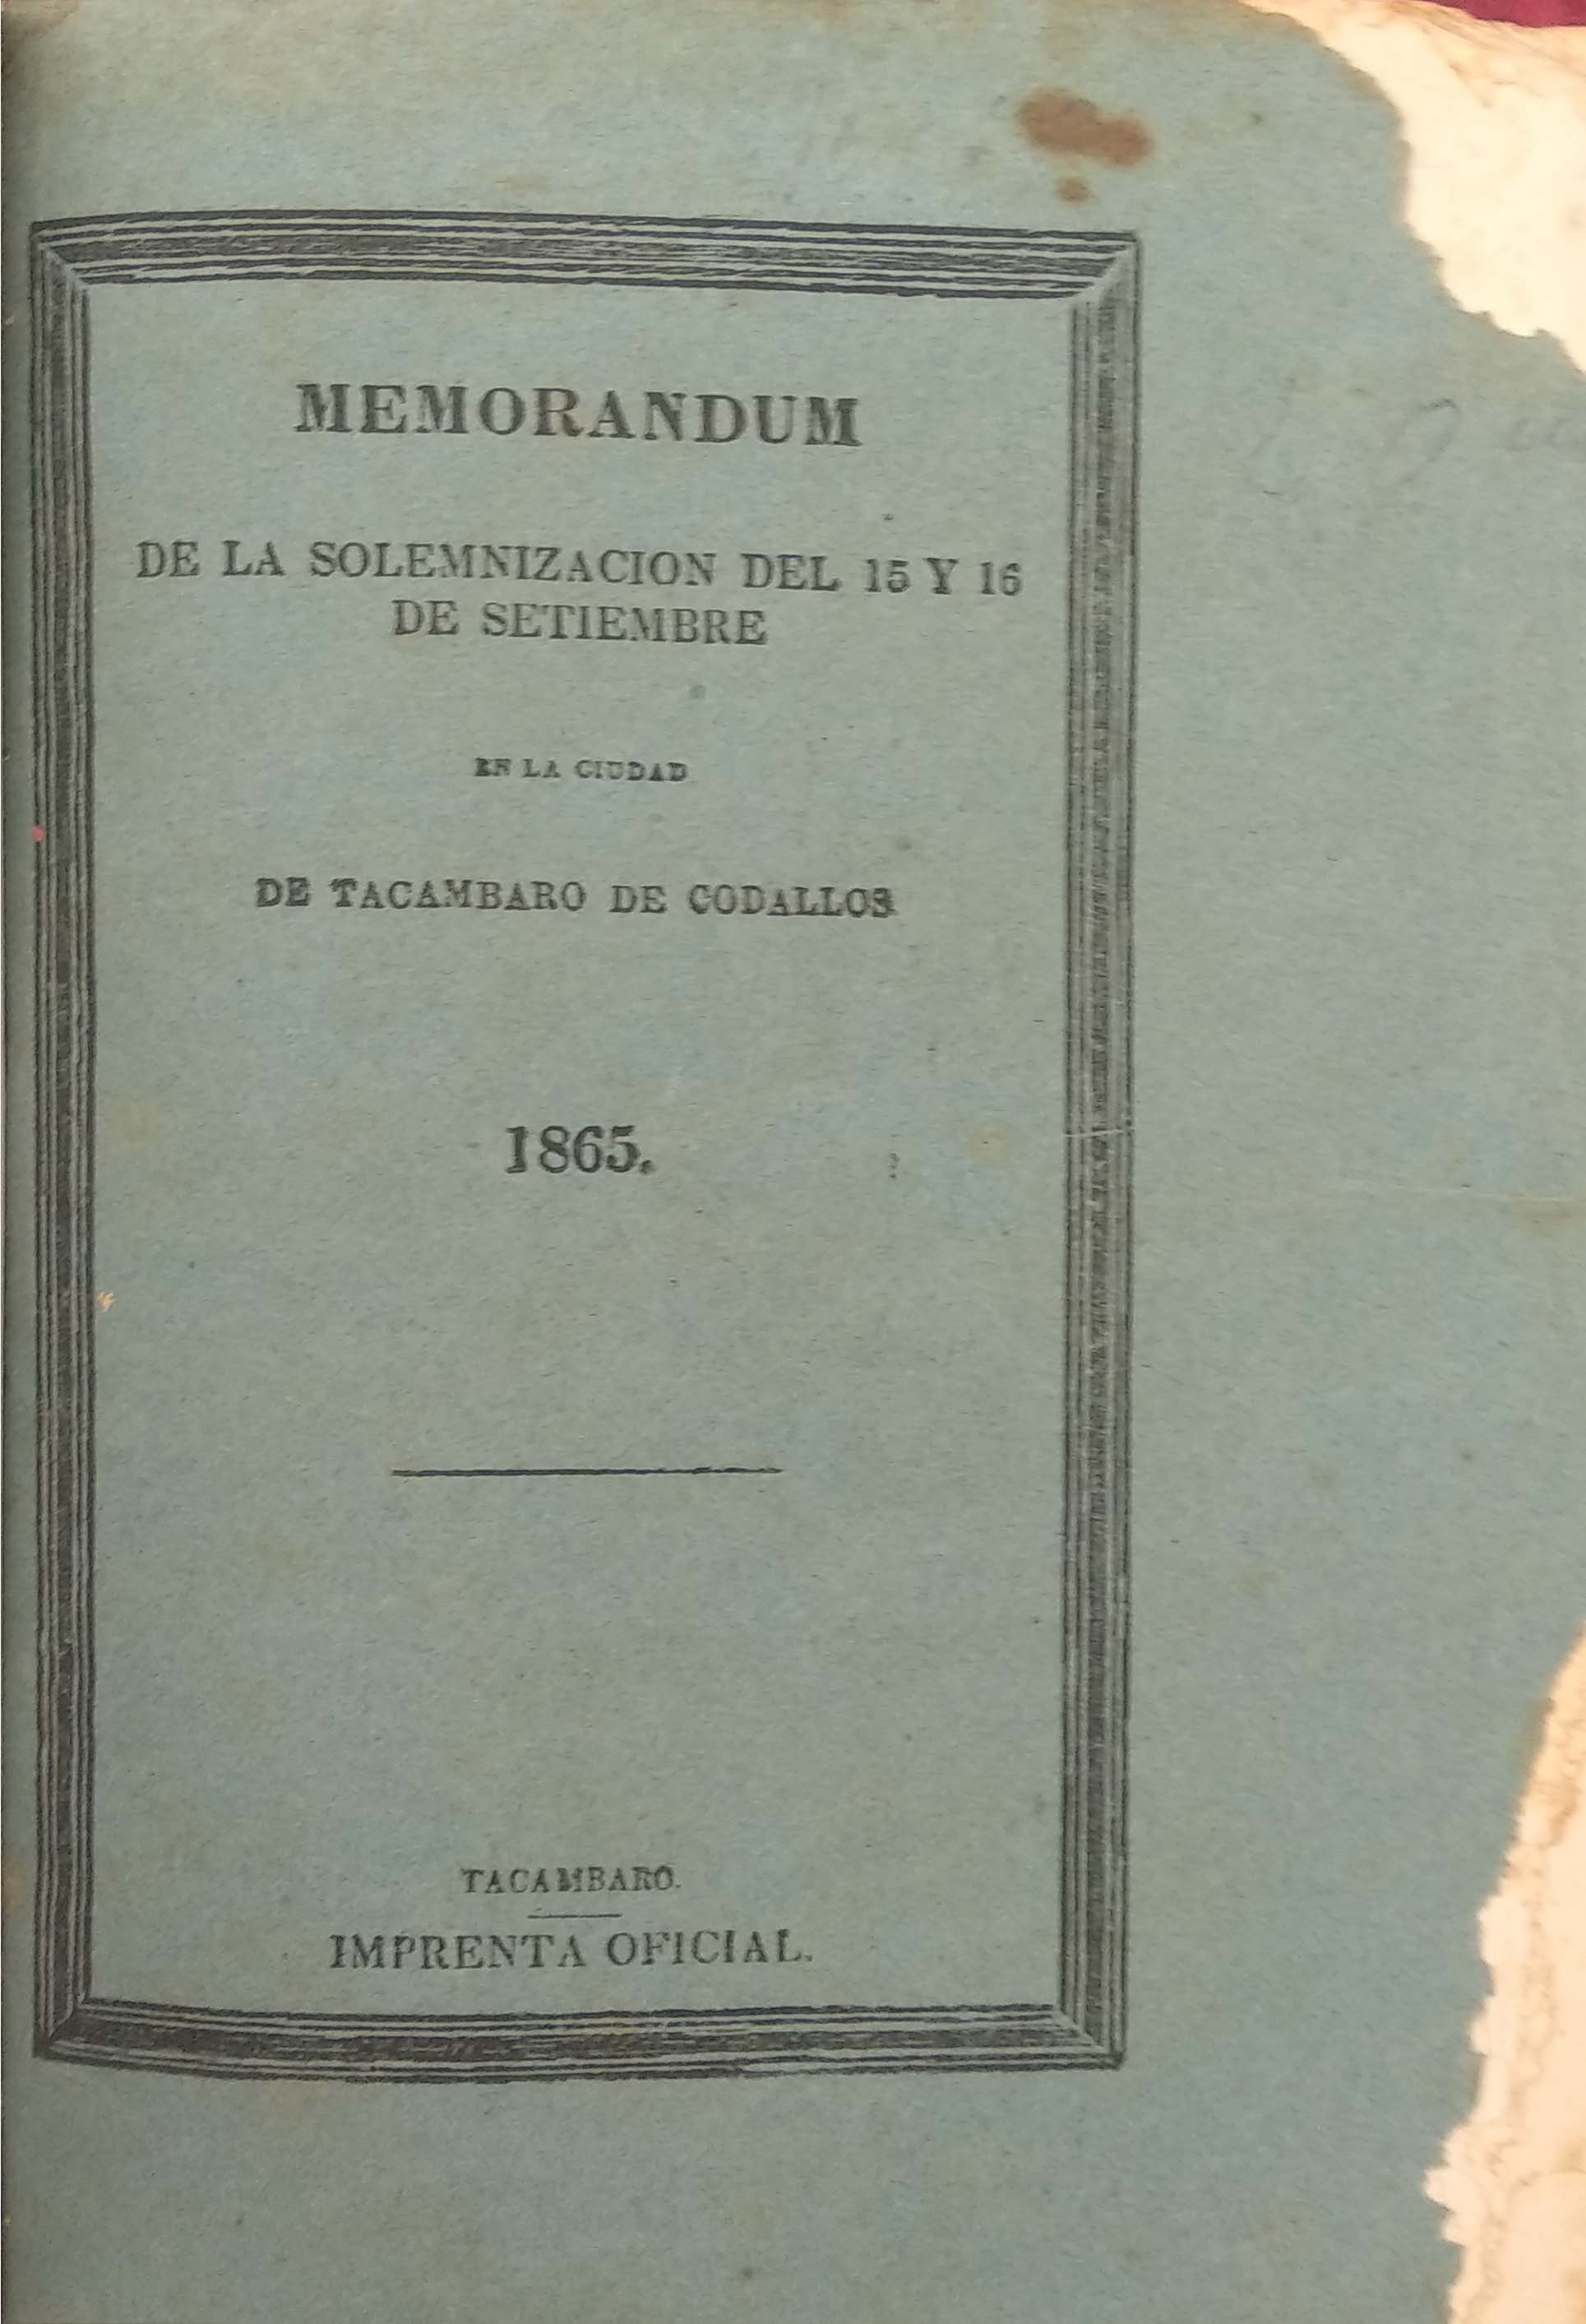 MEMORANDUM
DE LA SOLEMNIZACION DEL 15 Y 16
DE SETIEMBRE
EN LA CIUDAD
DE TACAMBARO DE CODALLOS
1865.
TACAMBARO.
IMPRENTA OFICIAL.